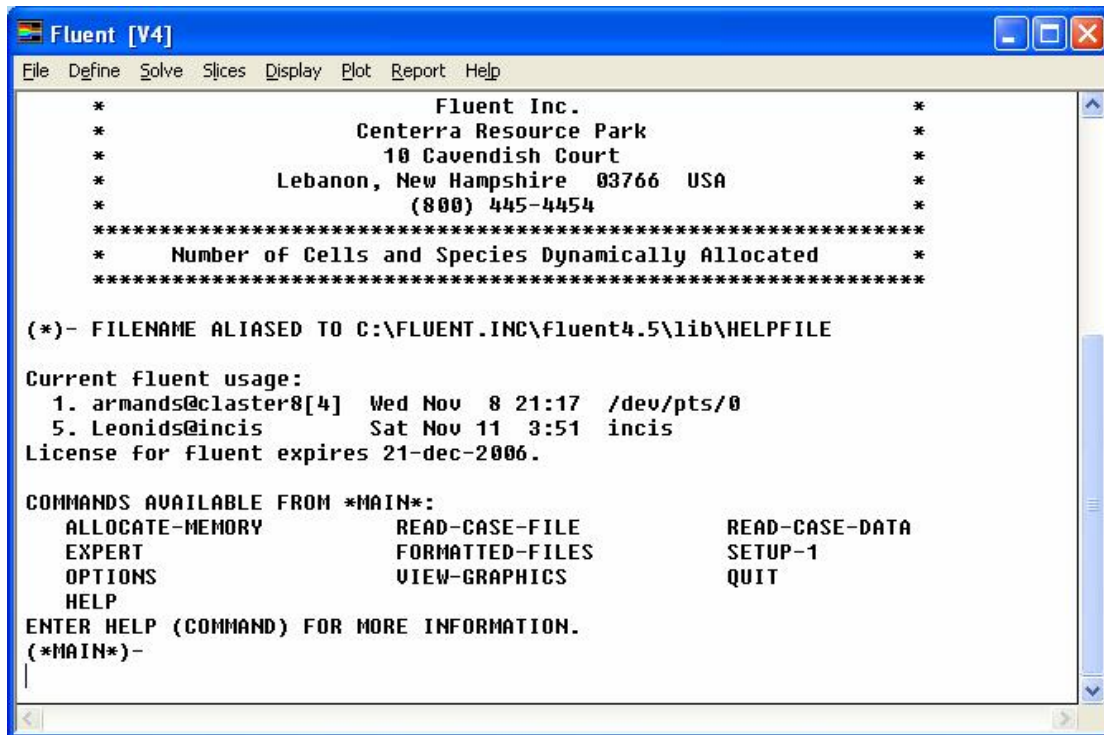 Fluent [V4]
File Define Solve Slices Display Plot Report Help
* Fluent Inc. *
* Centerra Resource Park *
* 10 Cavendish Court *
* Lebanon, New Hampshire 03766 USA *
* (800) 445-4454 *
***************************************************************
* Number of Cells and Species Dynamically Allocated *
***************************************************************
(*)- FILENAME ALIASED TO C:\FLUENT.INC\fluent4.5\lib\HELPFILE
Current fluent usage:
1. armands@claster8[4] Wed Nov 8 21:17 /dev/pts/0
5. Leonids@incis Sat Nov 11 3:51 incis
License for fluent expires 21-dec-2006.
COMMANDS AVAILABLE FROM *MAIN*:
ALLOCATE-MEMORY READ-CASE-FILE READ-CASE-DATA
EXPERT FORMATTED-FILES SETUP-1
OPTIONS VIEW-GRAPHICS QUIT
HELP
ENTER HELP (COMMAND) FOR MORE INFORMATION.
(*MAIN*)-